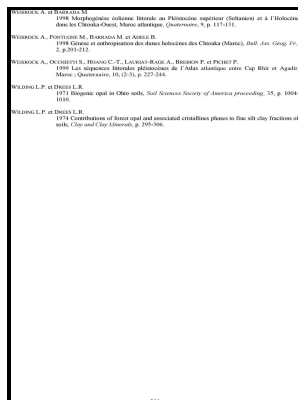 WEISROCK A. et BARRADA M.
1998 Morphogénèse éolienne littorale au Pléistocène supérieur (Soltanien) et à l'Holocène
dans les Chtouka-Ouest, Maroc atlantique, Quaternaire, 9, p. 117-131.
WEISROCK A., FONTUGNE M., BARRADA M. et ADELE B.
1998 Génèse et anthropisation des dunes holocènes des Chtouka (Maroc), Bull. Ass. Géog. Fr.
2, p.201-212.
WEISROCK A., OCCHIETTI S., HOANG C.-T., LAURIAT-RAGE A., BREBION P. et PICHET P.
1999 Les séquences littorales pléistocènes de l'Atlas atlantique entre Cap Rhir et Agadir
Maroc ; Quaternaire, 10, (2-3), p. 227-244.
WILDING L.P. et DREES L.R.
1971 Biogenic opal in Ohio soils, Soil Sciences Society of America proceeding, 35, p. 1004-
1010.
WILDING L.P. et DREES L.R.
1974 Contributions of forest opal and associated cristallines phases to fine silt clay fractions of
soils, Clay and Clay Minerals, p. 295-306.